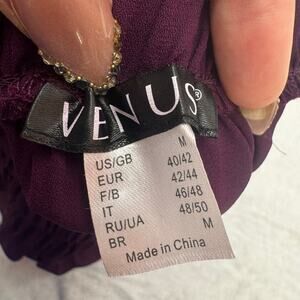 VENUS®
US/GB M
EUR 40/42
F/B 42/44
IT 46/48
RU/UA 48/50
BR M
Made in China